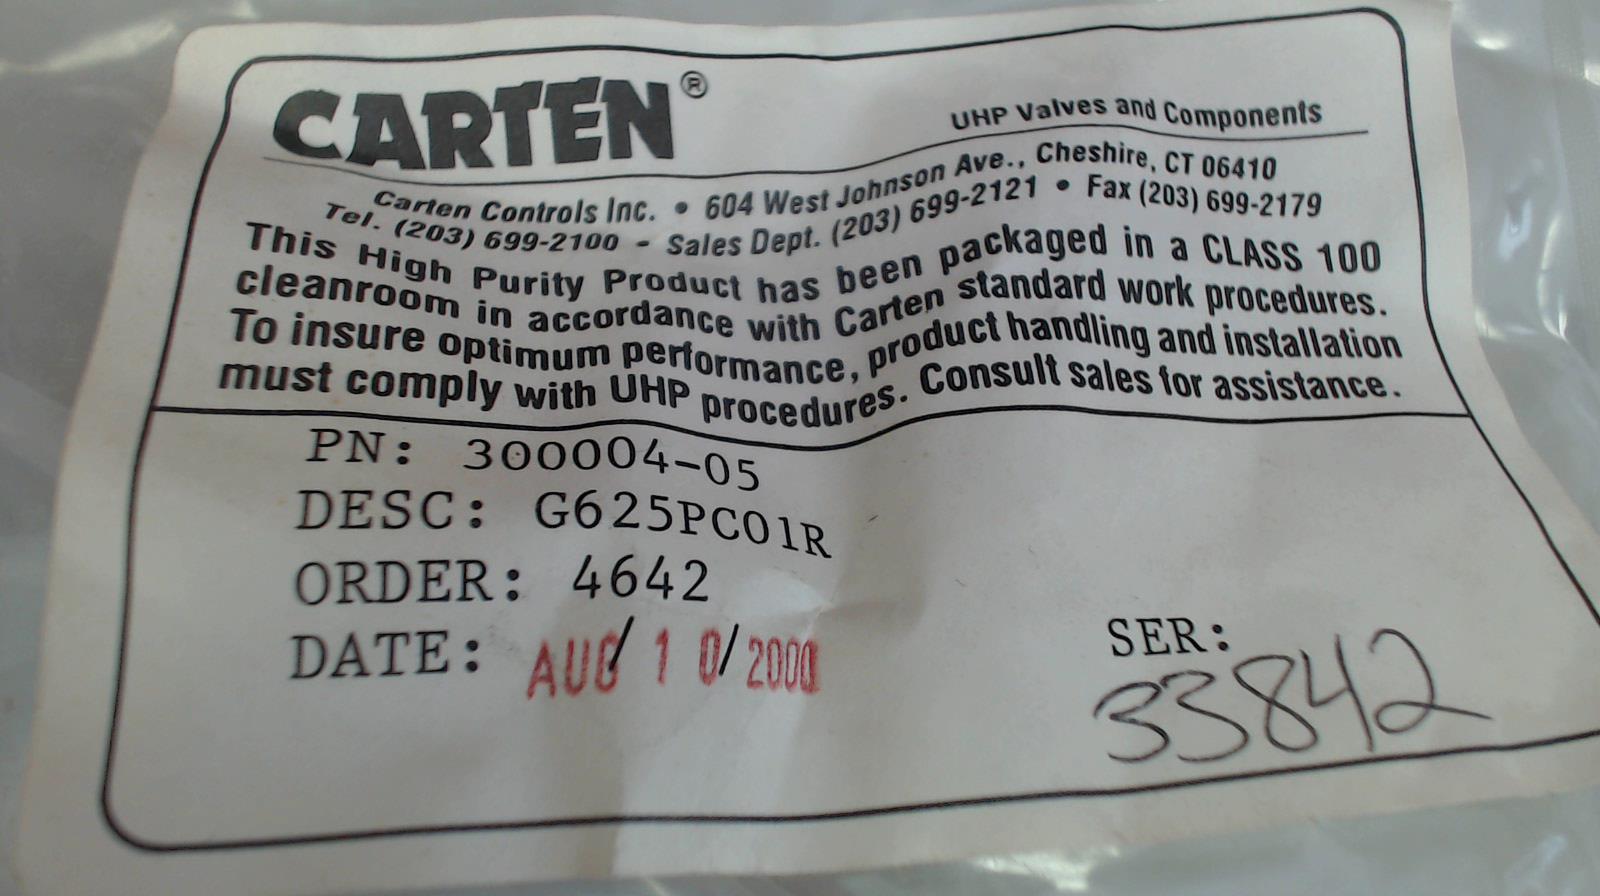 CARTEN®
UHP Valves and Components
Carten Controls Inc. • 604 West Johnson Ave., Cheshire, CT 06410
Tel. (203) 699-2100 - Sales Dept. (203) 699-2121 • Fax (203) 699-2179
This High Purity Product has been packaged in a CLASS 100
cleanroom in accordance with Carten standard work procedures.
To insure optimum performance, product handling and installation
must comply with UHP procedures. Consult sales for assistance.
PN: 300004-05
DESC: G625PC01R
ORDER: 4642
DATE: AUG/ 10/2000
SER:
33842